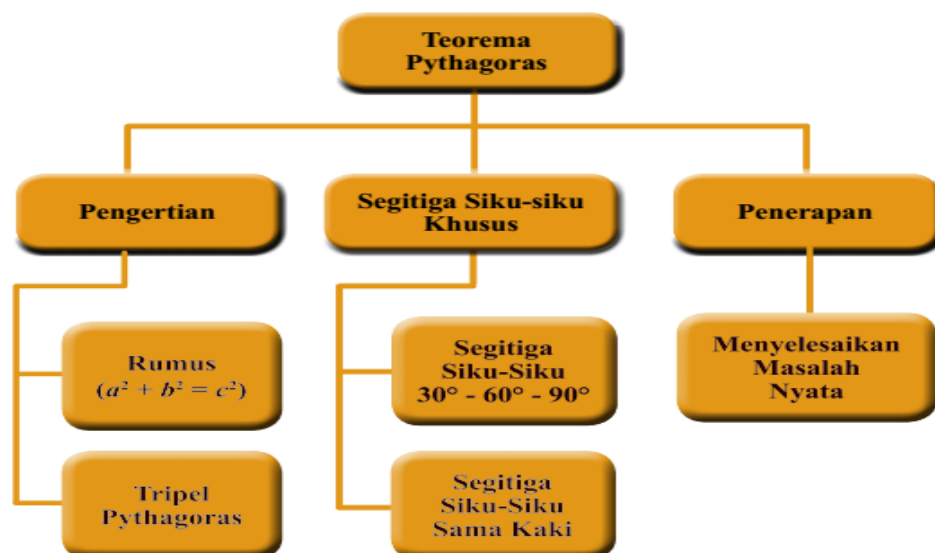 Teorema
Pythagoras
Pengertian
Segitiga Siku-siku
Khusus
Penerapan
Rumus
(a² + b² = c²)
Segitiga
Siku-Siku
30° - 60° - 90°
Menyelesaikan
Masalah
Nyata
Tripel
Pythagoras
Segitiga
Siku-Siku
Sama Kaki